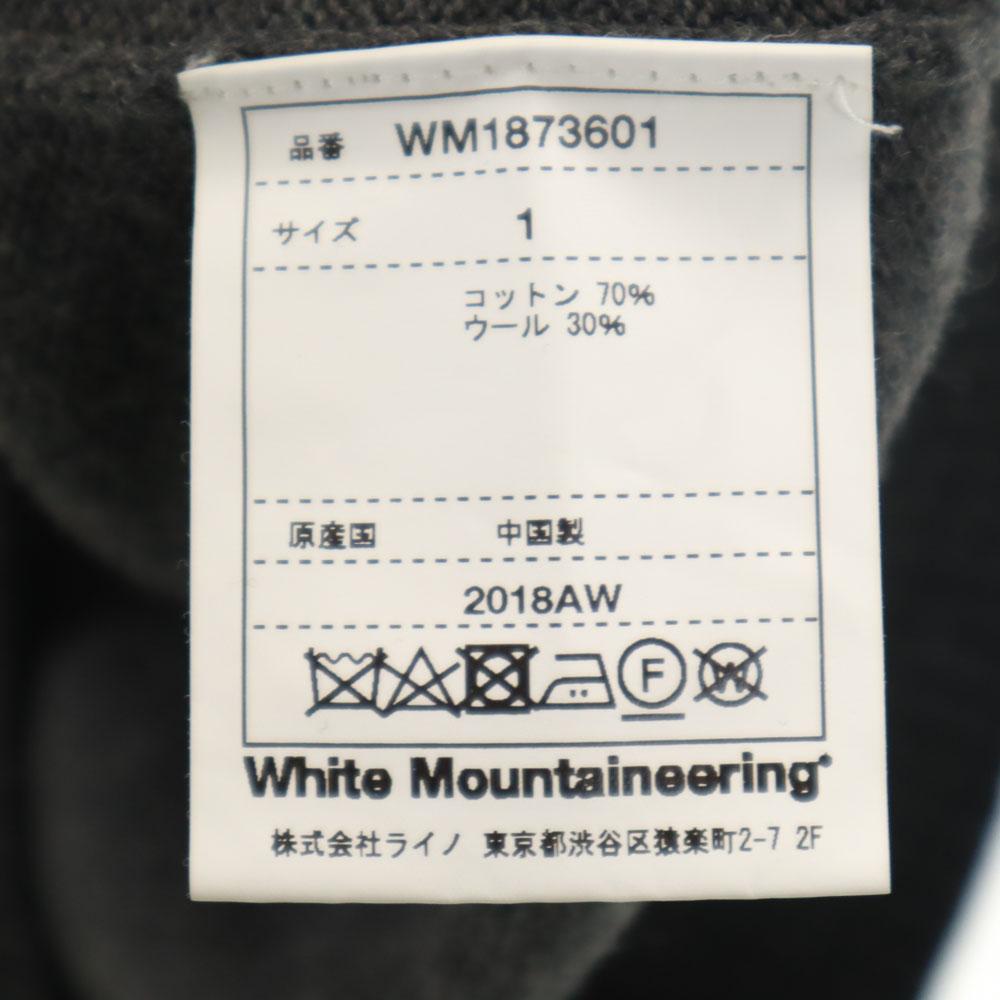 品番 WM1873601
サイズ 1
コットン 70%
ウール 30%
原産国 中国製
2018AW
F W
White Mountaineering
株式会社ライノ 東京都渋谷区猿楽町2-7 2F